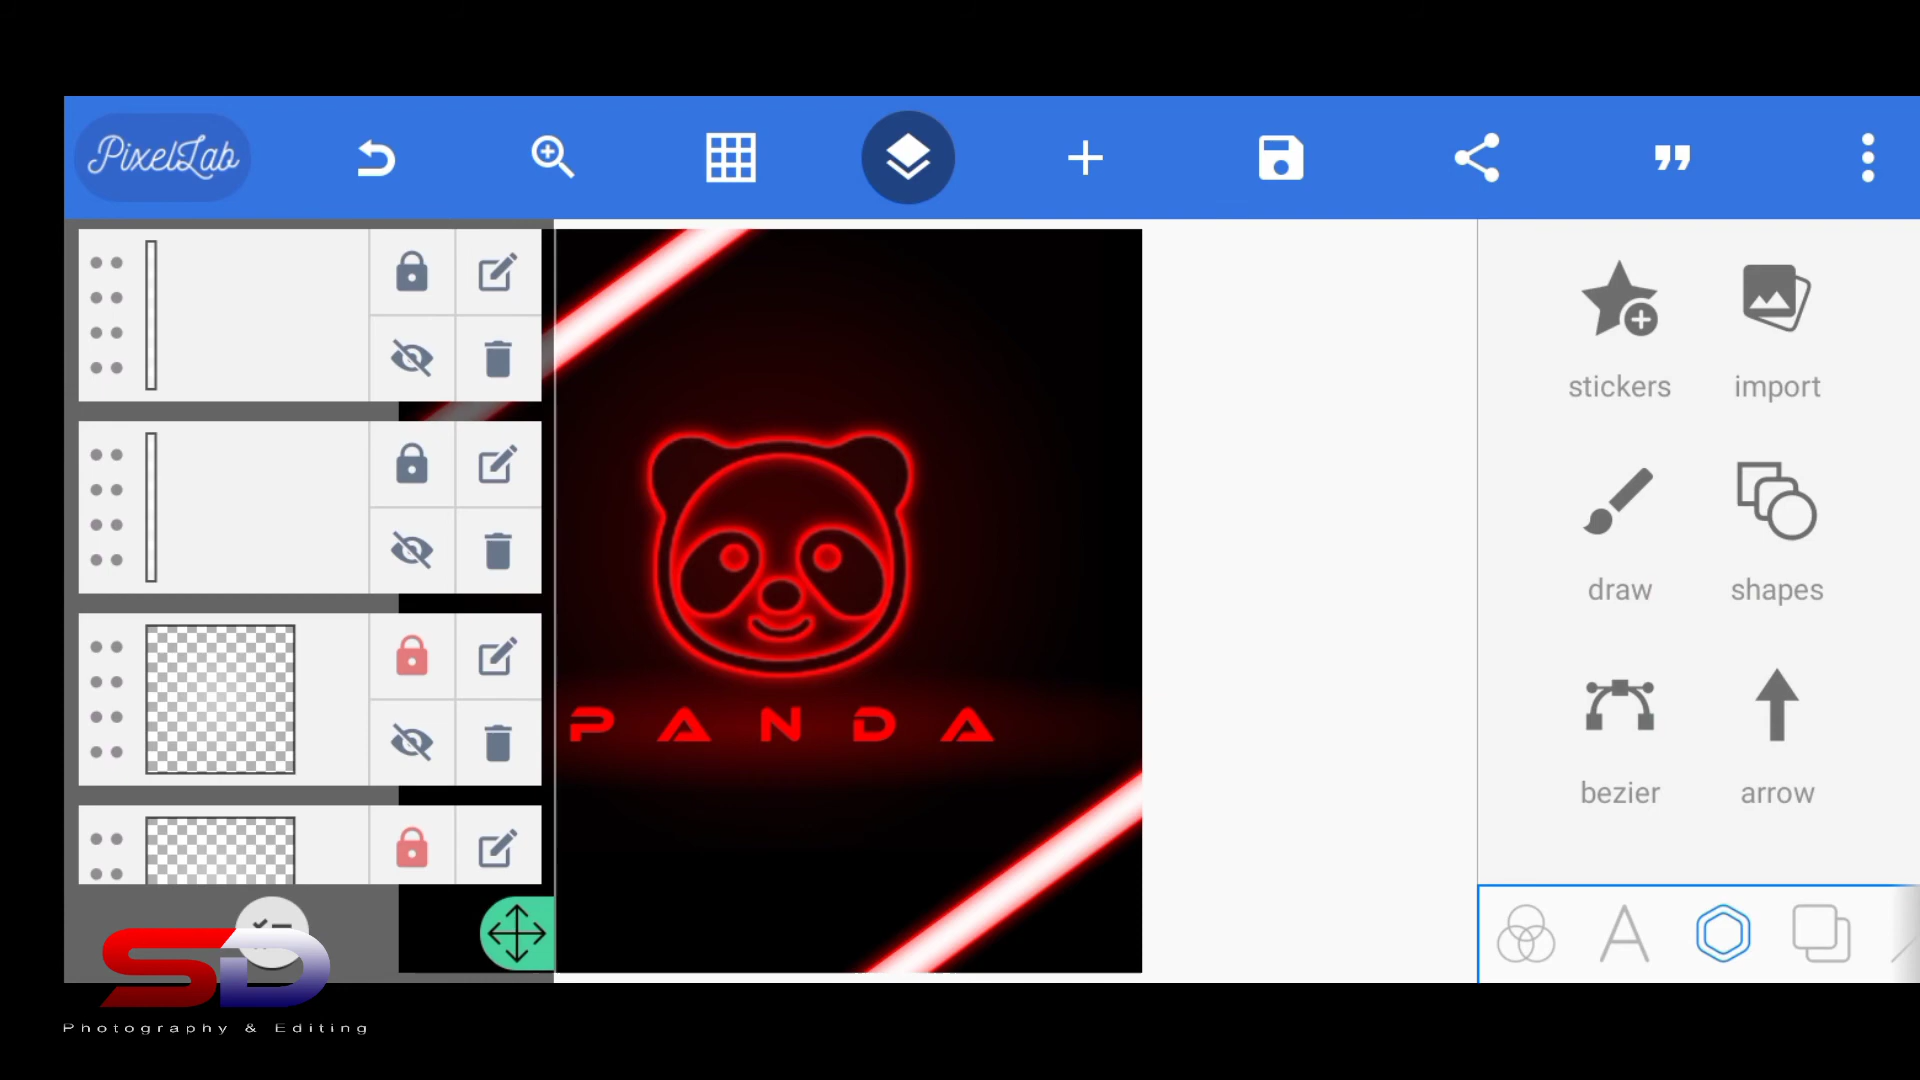 PixelLab
stickers
import
draw
shapes
PANDA
bezier
arrow
SD
Photography & Editing